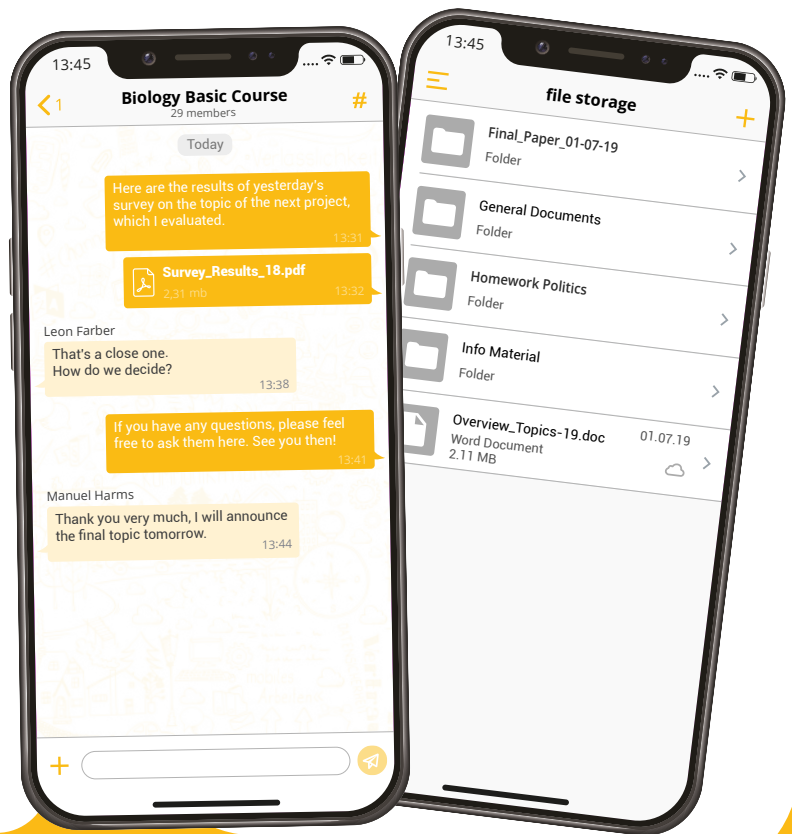 13:45
1
Biology Basic Course
#
29 members
Today
Here are the results of yesterday's
survey on the topic of the next project,
which I evaluated.
13:31
Survey_Results_18.pdf
2,31 mb
13:32
Leon Farber
That's a close one.
How do we decide?
13:38
If you have any questions, please feel
free to ask them here. See you then!
13:41
Manuel Harms
Thank you very much, I will announce
the final topic tomorrow.
13:44
13:45
file storage
Final_Paper_01-07-19
Folder
General Documents
Folder
Homework Politics
Folder
Info Material
Folder
Overview_Topics-19.doc
01.07.19
Word Document
2.11 MB